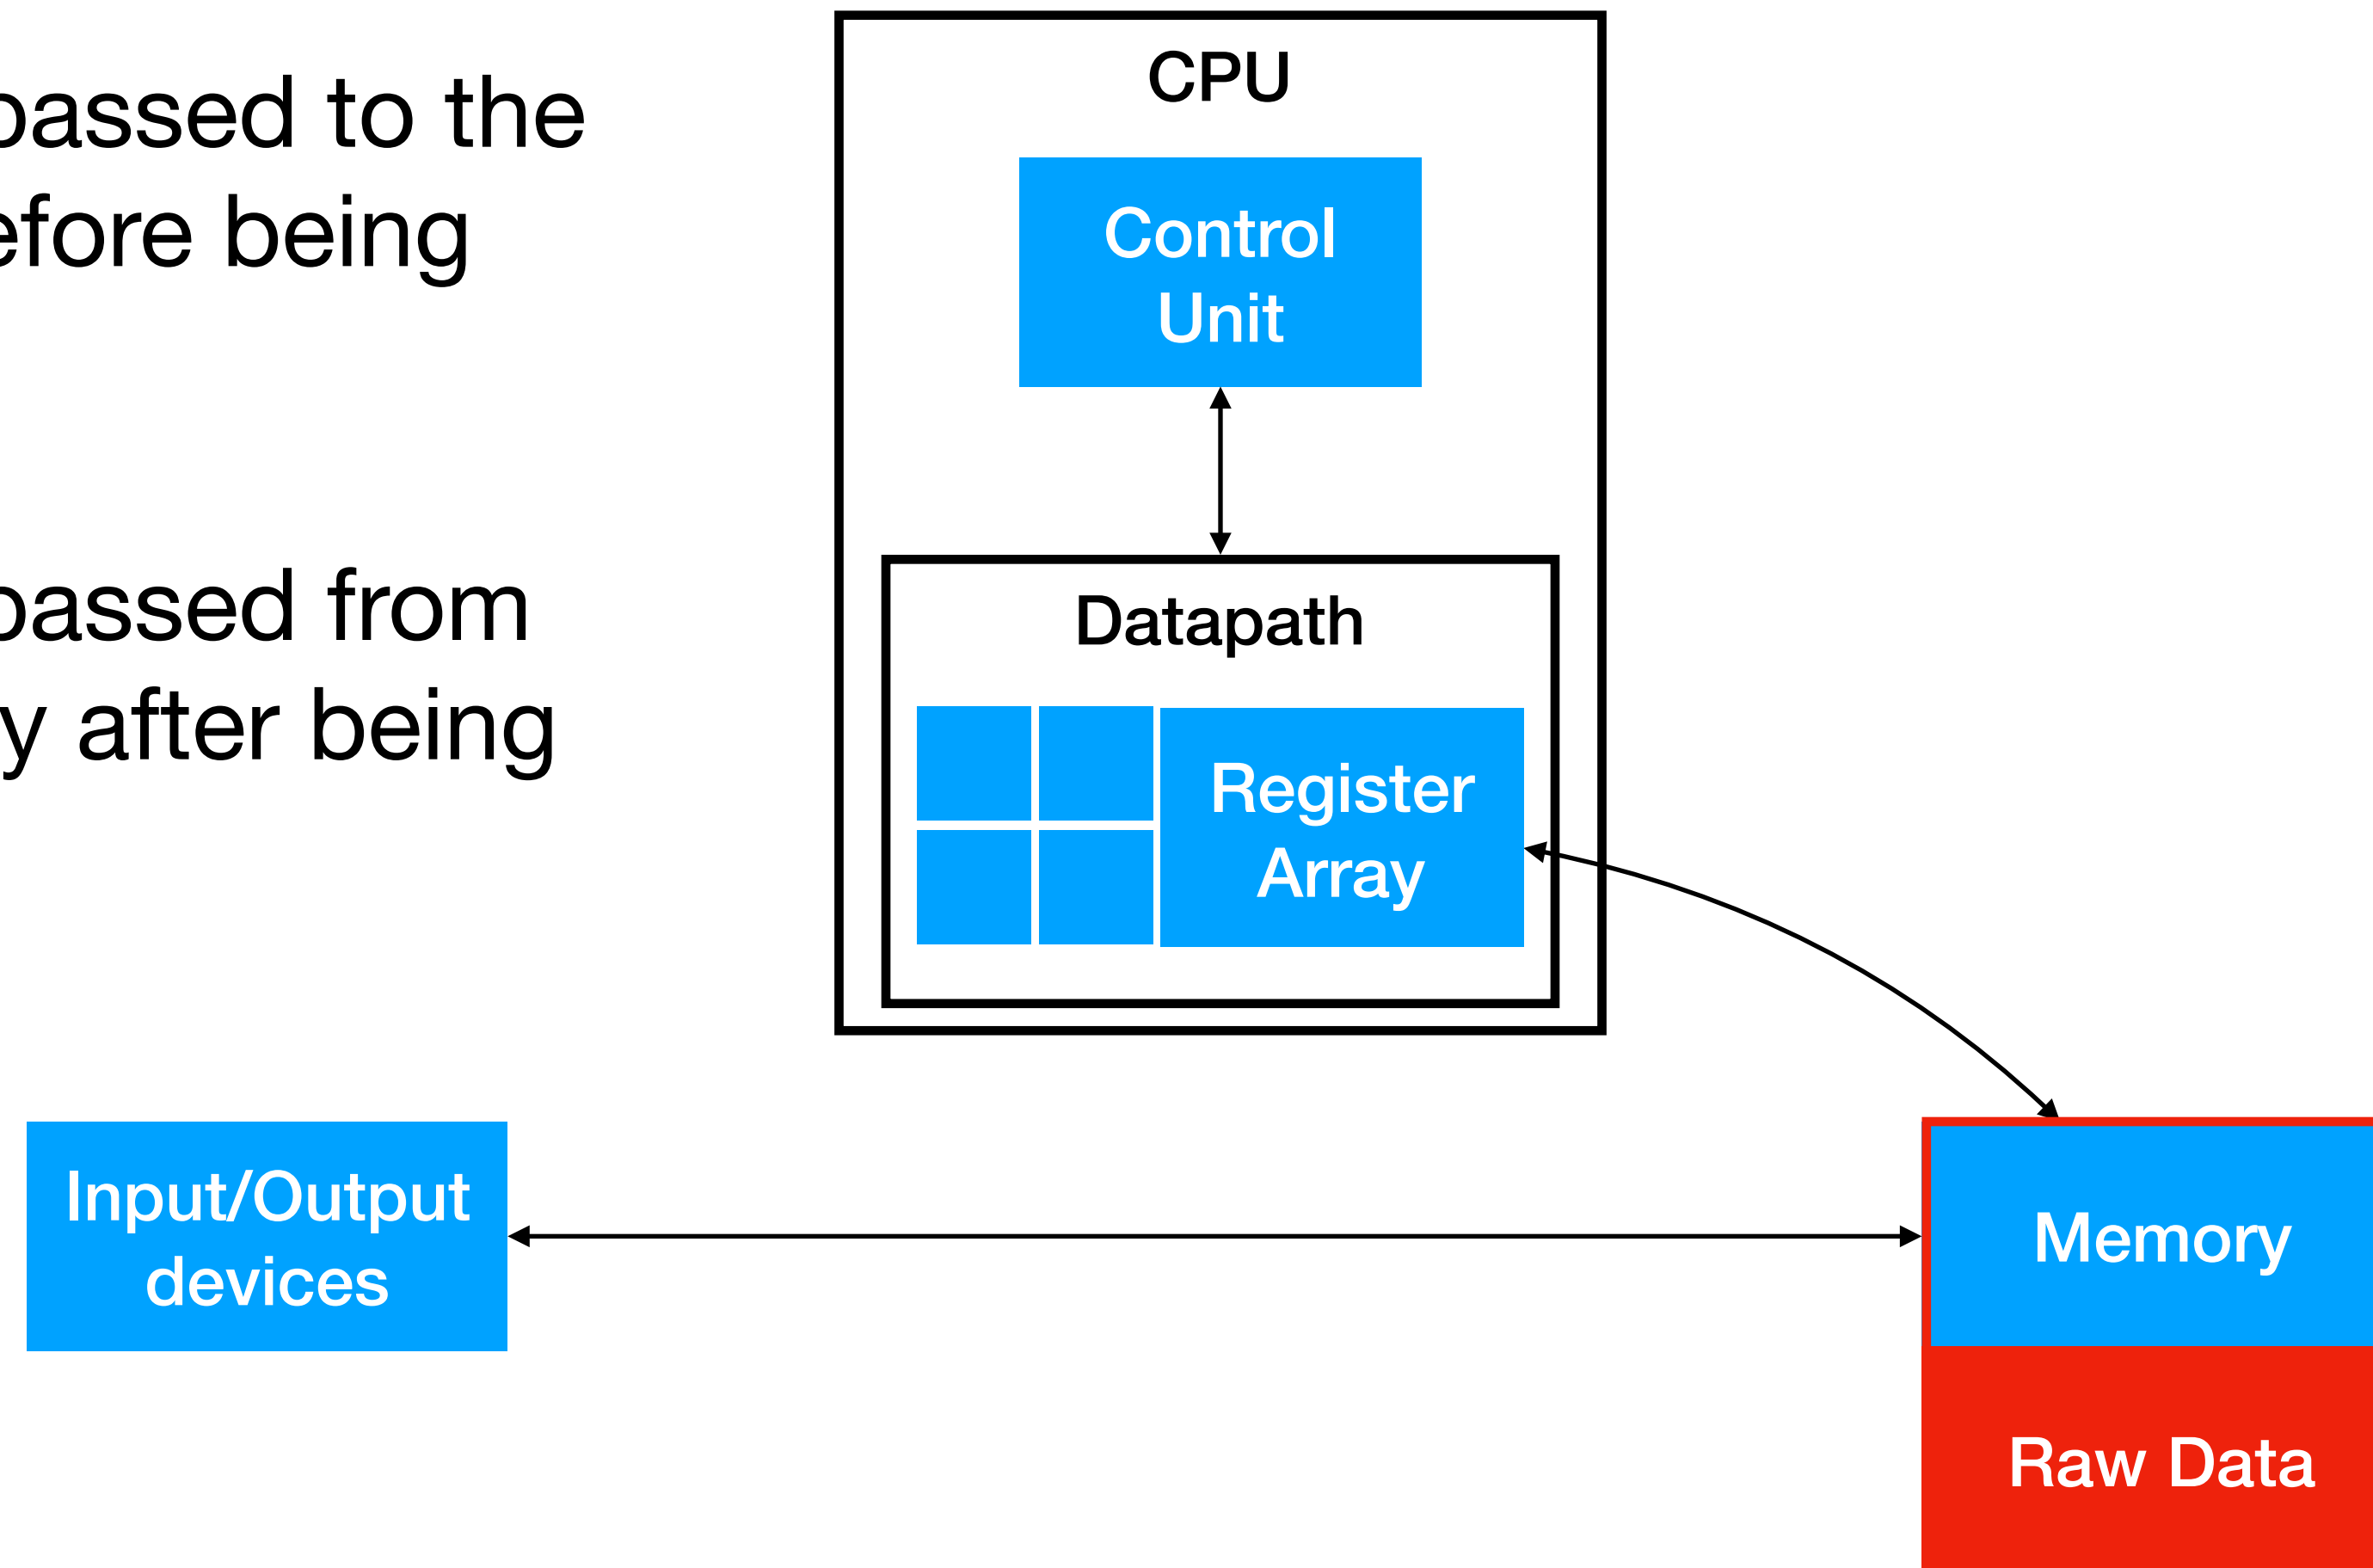 passed to the
efore being
passed from
y after being
CPU
Control
Unit
Datapath
Register
Array
Input/Output
devices
Memory
Raw Data